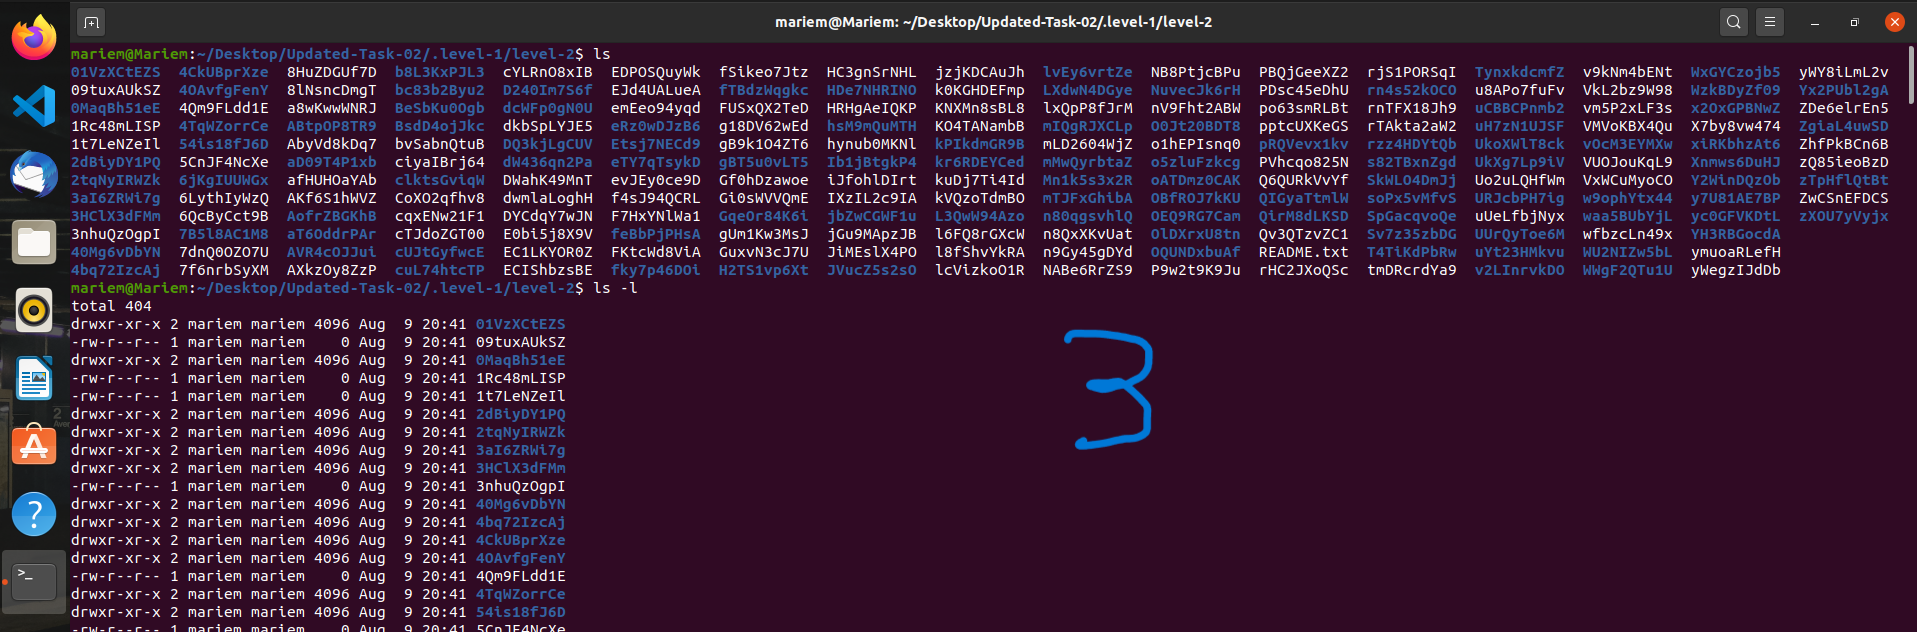 mariem@Mariem: ~/Desktop/Updated-Task-02/.level-1/level-2
mariem@Mariem:~/Desktop/Updated-Task-02/.level-1/level-2$ ls
01VzXCtEZS 4CkUBprXze 8HuZDGUf7D b8L3KxPJL3 cYLRnO8xIB EDPOSQuyWk fSikeo7Jtz HC3gnSrNHL jzjKDCAuJh lvEy6vrtZe NB8PtjcBPu PBQjGeeXZ2 rjS1PORSqI TynxkdcmfZ v9kNm4bENt WxGYCzojb5 yWY8iLmL2v
09tuxAUkSZ 4OAvfgFenY 8lNsncDmgT bc83b2Byu2 D240Im7S6f EJd4UALueA fTBdzWqgkc HDe7NHRINO k0KGHDEFmp LXdwN4DGye NuvecJk6rH PDsc45eDhU rn4s52kOCO u8APo7fuFv VkL2bz9W98 WzkBDyZf09 Yx2PUbl2gA
0MaqBh51eE 4Qm9FLdd1E a8wKwwWNRJ BeSbKu0Ogb dcWFp0gN0U emEeo94yqd FUSxQX2TeD HRHgAeIQKP KNXMn8sBL8 lxQpP8fJrM nV9Fht2ABW po63smRLBt rnTFX18Jh9 uCBBCPnmb2 vm5P2xLF3s x2OxGPBNwZ ZDe6elrEn5
1Rc48mLISP 4TqWZorrCe ABtpOP8TR9 BsdD4ojJkc dkbSpLYJE5 eRz0wDJzB6 g18DV62wEd hsM9mQuMTH KO4TANambB mIQgRJXCLp O0Jt20BDT8 pptcUXKeGS rTAkta2aW2 uH7zN1UJSF VMVoKBX4Qu X7by8vw474 ZgiaL4uwSD
1t7LeNZeIl 54is18fJ6D AbyVd8kDq7 bvSabnQtuB DQ3kjLgCUV Etsj7NECd9 gB9k1O4ZT6 hynub0MKNl kPIkdmGR9B mLD2604WjZ o1hEPIsnq0 pRQVevx1kv rzz4HDYtQb UkoXWlT8ck vOcM3EYMXw xiRKbhzAt6 ZhfPkBCn6B
2dBiyDY1PQ 5CnJF4NcXe aD09T4P1xb ciyaIBrj64 dW436qn2Pa eTY7qTsykD gBT5u0vLT5 Ib1jBtgkP4 kr6RDEYCed mMwQyrbtaZ o5zluFzkcg PVhcqo825N s82TBxnZgd UkXg7Lp9iV VUOJouKqL9 Xnmws6DuHJ zQ85ieoBzD
2tqNyIRWZk 6jKgIUUWGx afHUHOaYAb clktsGviqW DWahK49MnT evJEy0ce9D Gf0hDzawoe iJfohlDIrt kuDj7Ti4Id Mn1k5s3x2R oATDmz0CAK Q6QURkVvYf SkWLO4DmJj Uo2uLQHfWm VxWCuMyoCO Y2WinDQzOb zTpHflQtBt
3aI6ZRWi7g 6LythIyWzQ AKf6S1hWVZ CoXO2qfhv8 dwmlaLoghH f4sJ94QCRL Gi0sWVVQmE IXzIL2c9IA kVQzoTdmBO mTJFxGhibA OBfROJ7kKU QIGyaTtmlW soPx5vMfvS URJcbPH7ig w9ophYtx44 y7U81AE7BP ZwCSnEFDCS
3HClX3dFMm 6QcByCct9B AofrZBGKhB cqxENw21F1 DYCdqY7wJN F7HxYNlWa1 GqeOr84K6i jbZwCGWF1u L3QwW94Azo n80qgsvhlQ OEQ9RG7Cam QirM8dLKSD SpGacqvoQe uUeLfbjNyx waa5BUbYjL yc0GFVKDtL zXOU7yVyjx
3nhuQzOgpI 7B5l8AC1M8 aT6OddrPAr cTJdoZGT00 E0bi5j8X9V feBbPjPHsA gUm1Kw3MsJ jGu9MApzJB l6FQ8rGXcW n8QxXKvUat OlDXrxU8tn Qv3QTzvZC1 Sv7z35zbDG UUrQyToe6M wfbzcLn49x YH3RBGocdA
40Mg6vDbYN 7dnQ0OZO7U AVR4cOJJui cUJtGyfwcE EC1LKYOR0Z FKtcWd8ViA GuxvN3cJ7U JiMEslX4PO l8fShvYkRA n9Gy45gDYd OQUNDxbuAf README.txt T4TiKdPbRw uYt23HMkvu WU2NIZw5bL ymuoaRLefH
4bq72IzcAj 7f6nrbSyXM AXkzOy8ZzP cuL74htcTP ECIShbzsBE fky7p46DOi H2TS1vp6Xt JVucZ5s2sO lcVizkoO1R NABe6RrZS9 P9w2t9K9Ju rHC2JXoQSc tmDRcrdYa9 v2LInrvkDO WWgF2QTu1U yWegzIJdDb
mariem@Mariem:~/Desktop/Updated-Task-02/.level-1/level-2$ ls -l
total 404
drwxr-xr-x 2 mariem mariem 4096 Aug  9 20:41 01VzXCtEZS
-rw-r--r-- 1 mariem mariem    0 Aug  9 20:41 09tuxAUkSZ
drwxr-xr-x 2 mariem mariem 4096 Aug  9 20:41 0MaqBh51eE
-rw-r--r-- 1 mariem mariem    0 Aug  9 20:41 1Rc48mLISP
-rw-r--r-- 1 mariem mariem    0 Aug  9 20:41 1t7LeNZeIl
drwxr-xr-x 2 mariem mariem 4096 Aug  9 20:41 2dBiyDY1PQ
drwxr-xr-x 2 mariem mariem 4096 Aug  9 20:41 2tqNyIRWZk
drwxr-xr-x 2 mariem mariem 4096 Aug  9 20:41 3aI6ZRWi7g
drwxr-xr-x 2 mariem mariem 4096 Aug  9 20:41 3HClX3dFMm
-rw-r--r-- 1 mariem mariem    0 Aug  9 20:41 3nhuQzOgpI
drwxr-xr-x 2 mariem mariem 4096 Aug  9 20:41 40Mg6vDbYN
drwxr-xr-x 2 mariem mariem 4096 Aug  9 20:41 4bq72IzcAj
drwxr-xr-x 2 mariem mariem 4096 Aug  9 20:41 4CkUBprXze
drwxr-xr-x 2 mariem mariem 4096 Aug  9 20:41 4OAvfgFenY
-rw-r--r-- 1 mariem mariem    0 Aug  9 20:41 4Qm9FLdd1E
drwxr-xr-x 2 mariem mariem 4096 Aug  9 20:41 4TqWZorrCe
drwxr-xr-x 2 mariem mariem 4096 Aug  9 20:41 54is18fJ6D
-rw-r--r-- 1 mariem mariem    0 Aug  9 20:41 5CnJF4NcXe
3